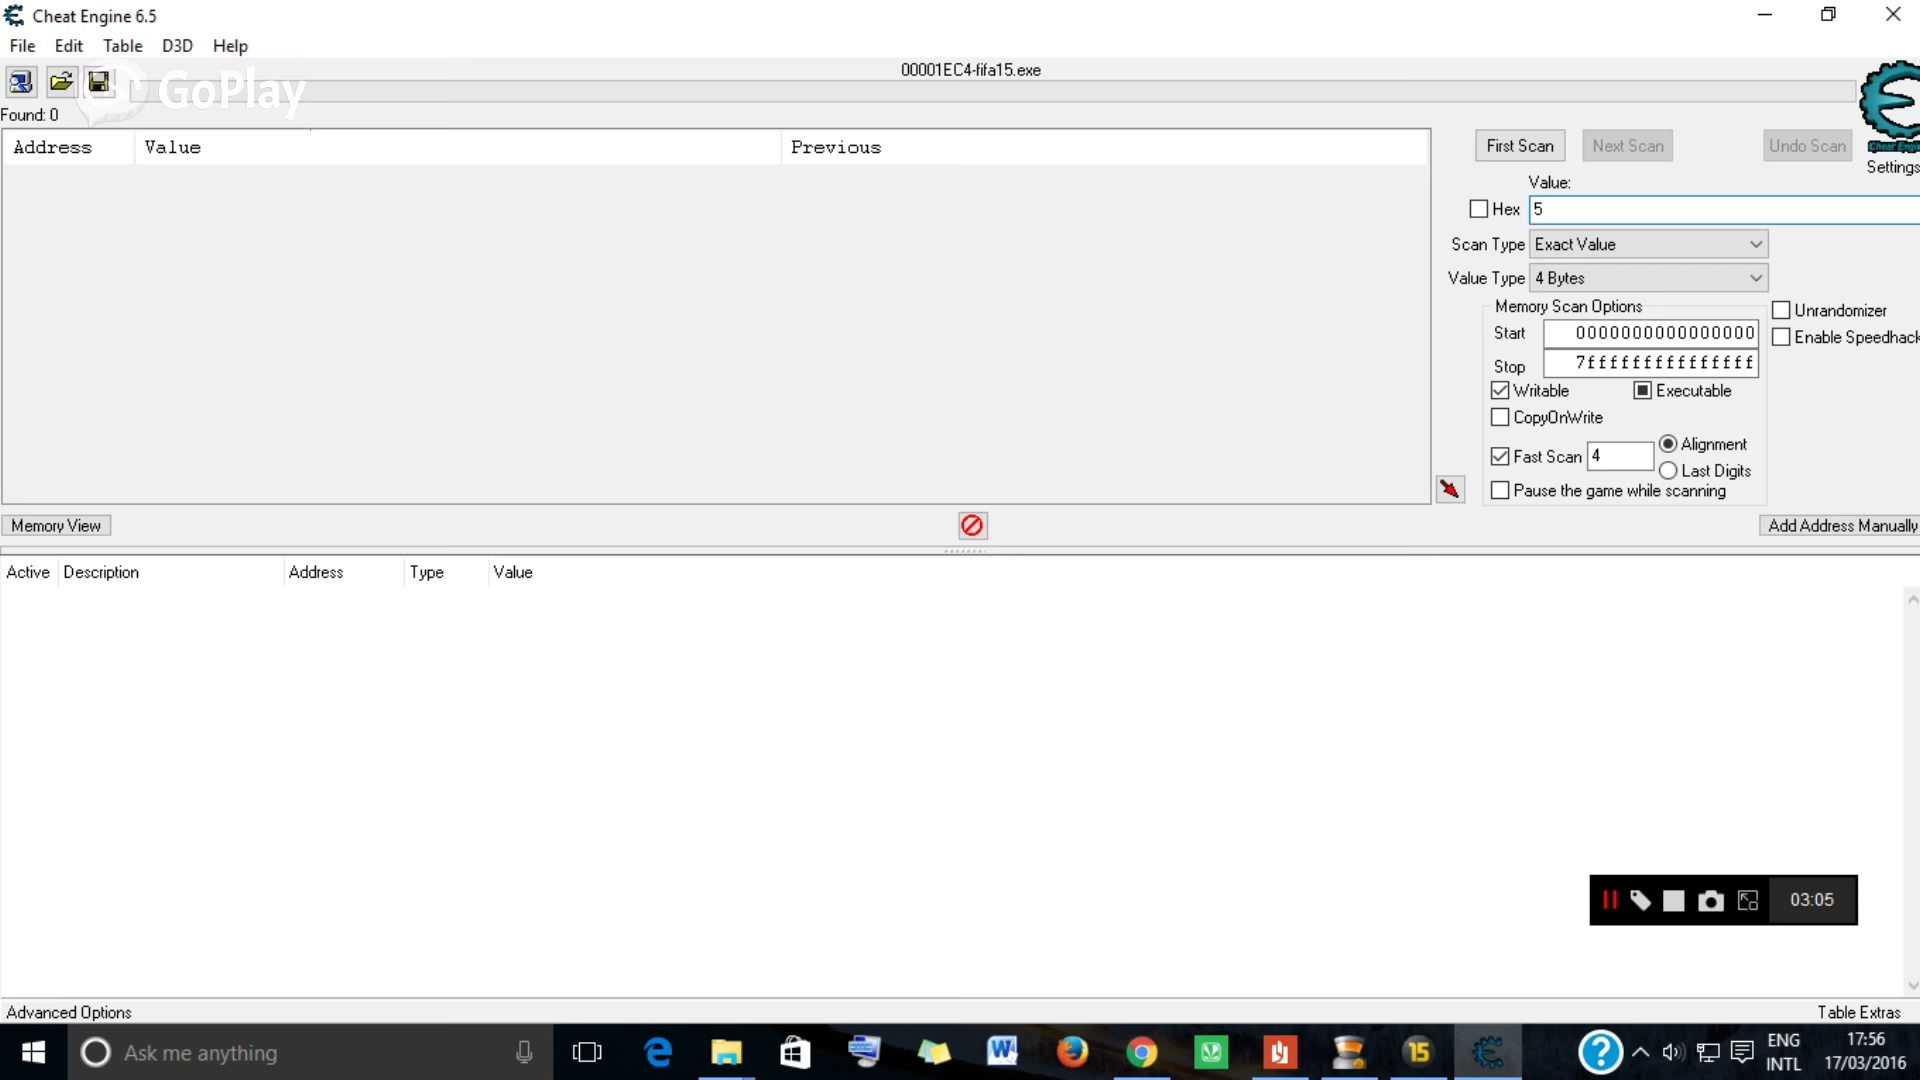 Cheat Engine 6.5
File Edit Table D3D Help
00001EC4-fifa15.exe
GoPlay
Found: 0
Address Value Previous
First Scan Next Scan Undo Scan
Settings
Value:
Hex 5
Scan Type Exact Value
Value Type 4 Bytes
Memory Scan Options
Unrandomizer
Start 0000000000000000
Enable Speedhack
Stop 7fffffffffffffff
Writable Executable
CopyOnWrite
Alignment
Fast Scan 4
Last Digits
Pause the game while scanning
Memory View Add Address Manually
Active Description Address Type Value
03:05
Advanced Options Table Extras
Ask me anything
15
ENG
INTL
17:56
17/03/2016